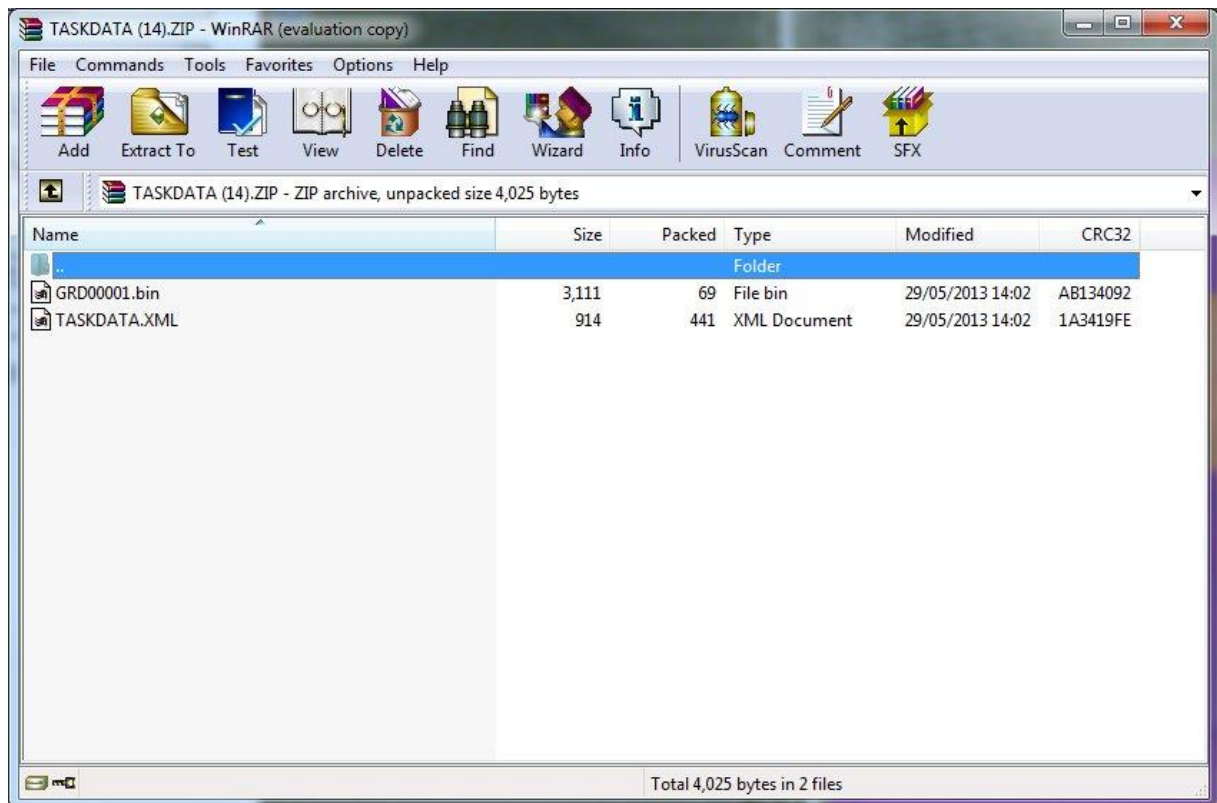 TASKDATA (14).ZIP - WinRAR (evaluation copy)
File Commands Tools Favorites Options Help
Add Extract To Test View Delete Find Wizard Info VirusScan Comment SFX
TASKDATA (14).ZIP - ZIP archive, unpacked size 4,025 bytes
Name Size Packed Type Modified CRC32
.. Folder
GRD00001.bin 3,111 69 File bin 29/05/2013 14:02 AB134092
TASKDATA.XML 914 441 XML Document 29/05/2013 14:02 1A3419FE
Total 4,025 bytes in 2 files